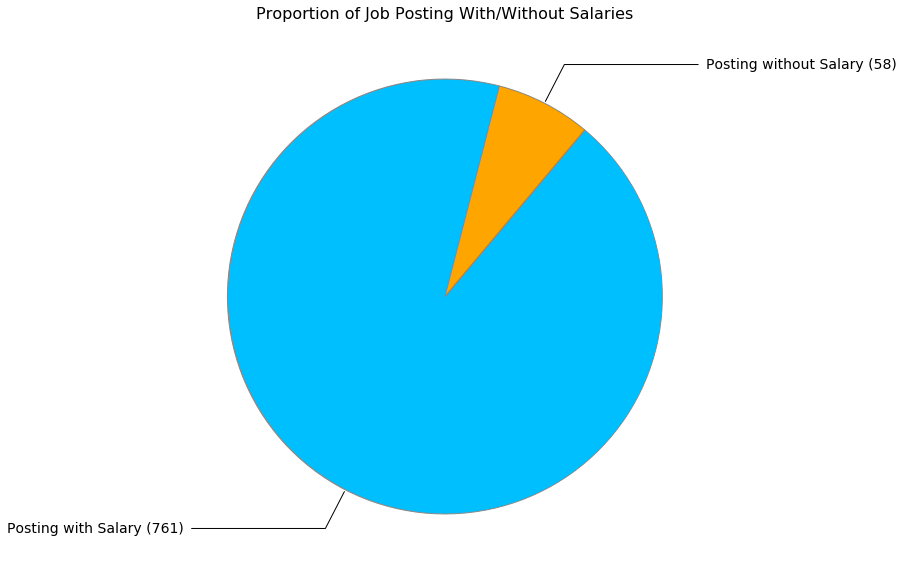 Proportion of Job Posting With/Without Salaries
Posting without Salary (58)
Posting with Salary (761)